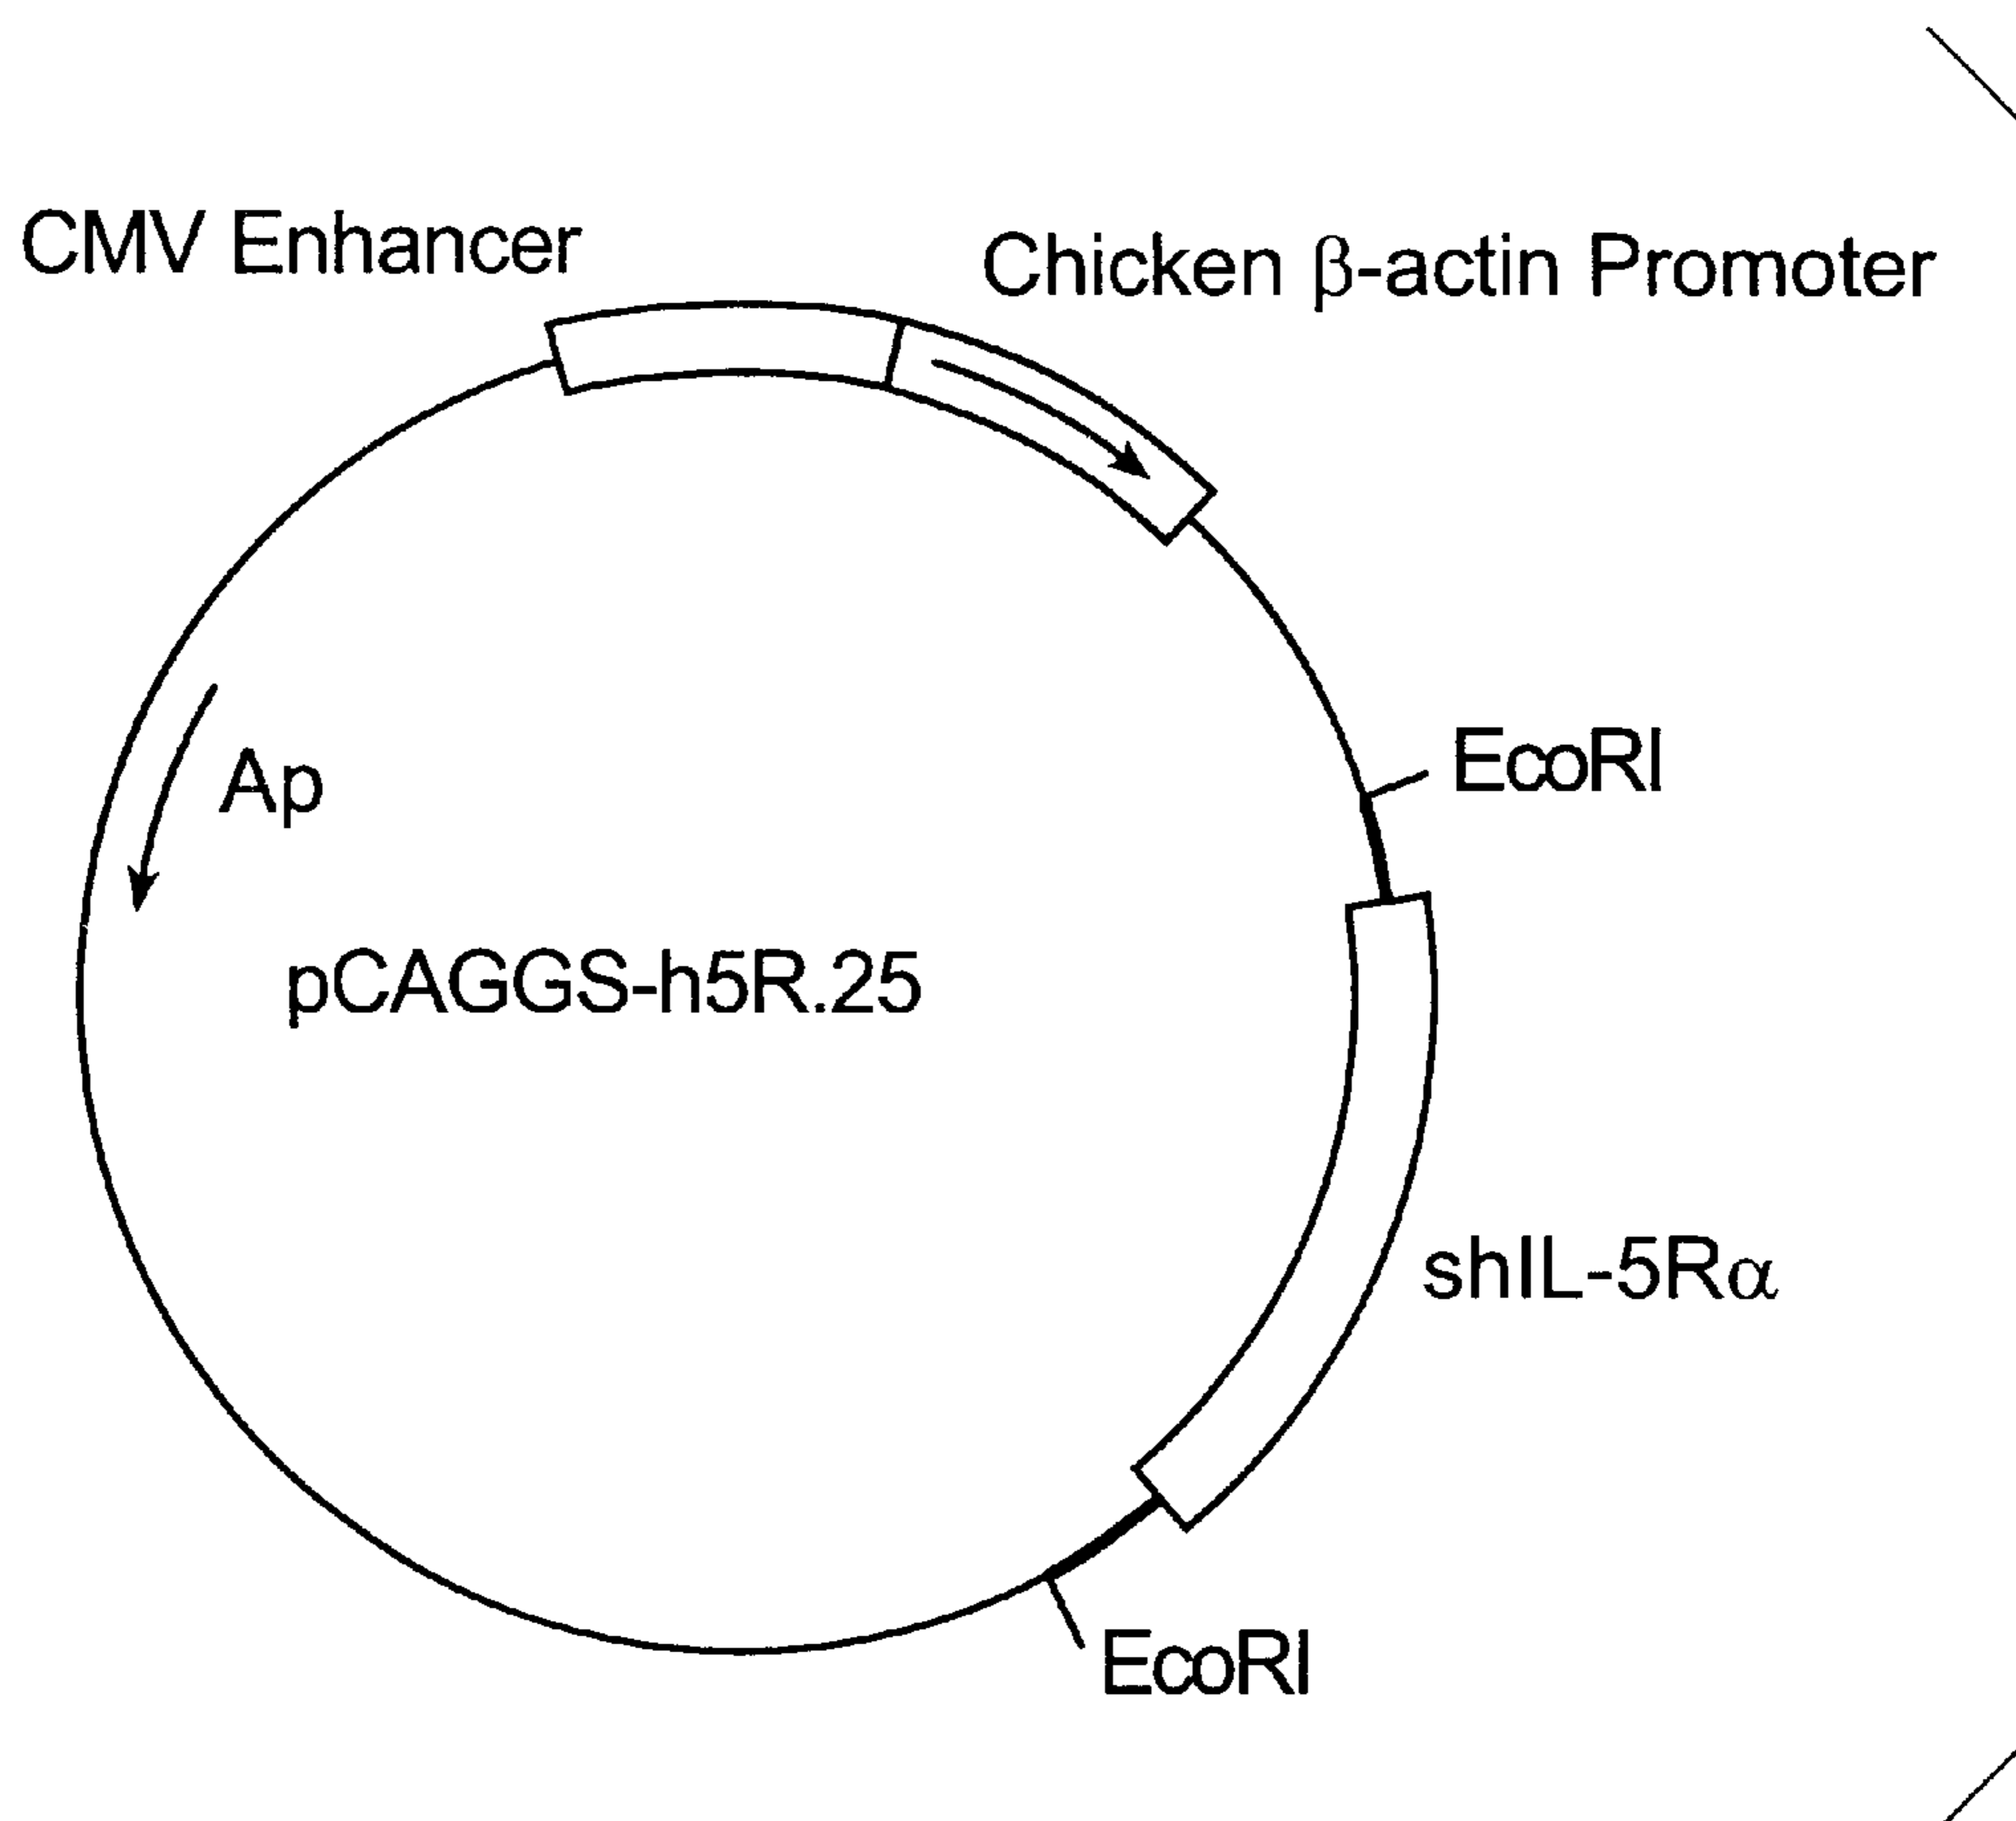 CMV Enhancer
Chicken β-actin Promoter
EcoRI
Ap
pCAGGS-h5R.25
shIL-5Rα
EcoRI